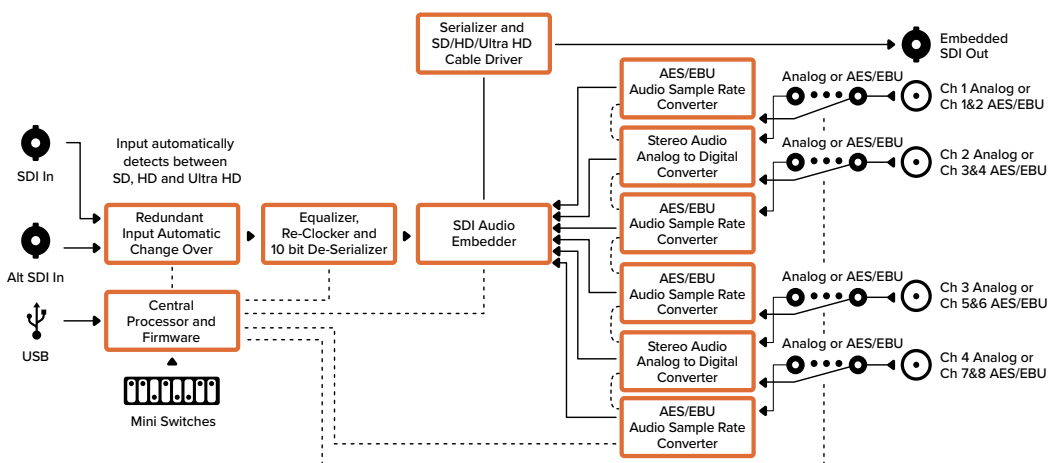 Serializer and
SD/HD/Ultra HD
Cable Driver
Embedded
SDI Out
AES/EBU
Audio Sample Rate
Converter
Analog or AES/EBU
Ch 1 Analog or
Ch 1&2 AES/EBU
SDI In
Input automatically
detects between
SD, HD and Ultra HD
Stereo Audio
Analog to Digital
Converter
Analog or AES/EBU
Ch 2 Analog or
Ch 3&4 AES/EBU
Alt SDI In
Redundant
Input Automatic
Change Over
Equalizer,
Re-Clocker and
10 bit De-Serializer
SDI Audio
Embedder
AES/EBU
Audio Sample Rate
Converter
AES/EBU
Audio Sample Rate
Converter
Analog or AES/EBU
Ch 3 Analog or
Ch 5&6 AES/EBU
USB
Central
Processor and
Firmware
Stereo Audio
Analog to Digital
Converter
Analog or AES/EBU
Ch 4 Analog or
Ch 7&8 AES/EBU
Mini Switches
AES/EBU
Audio Sample Rate
Converter